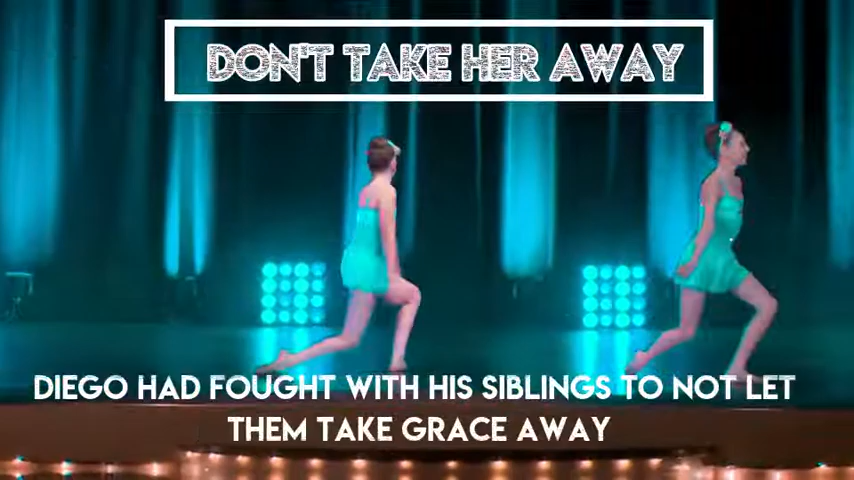 DON'T TAKE HER AWAY
DIEGO HAD FOUGHT WITH HIS SIBLINGS TO NOT LET
THEM TAKE GRACE AWAY